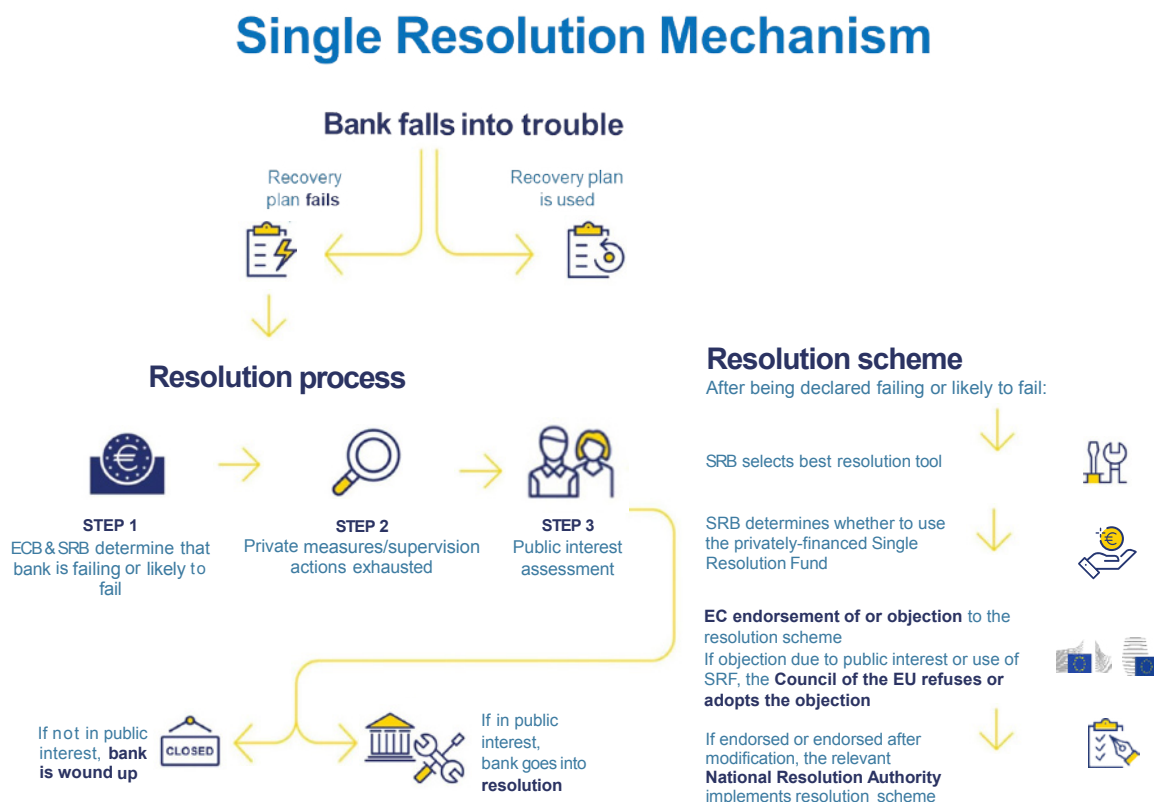 Single Resolution Mechanism
Bank falls into trouble
Recovery
plan fails
Recovery plan
is used
Resolution process
STEP 1
ECB & SRB determine that
bank is failing or likely to
fail
STEP 2
Private measures/supervision
actions exhausted
STEP 3
Public interest
assessment
If not in public
interest, bank
is wound up
CLOSED
If in public
interest,
bank goes into
resolution
Resolution scheme
After being declared failing or likely to fail:
SRB selects best resolution tool
SRB determines whether to use
the privately-financed Single
Resolution Fund
EC endorsement of or objection to the
resolution scheme
If objection due to public interest or use of
SRF, the Council of the EU refuses or
adopts the objection
If endorsed or endorsed after
modification, the relevant
National Resolution Authority
implements resolution scheme